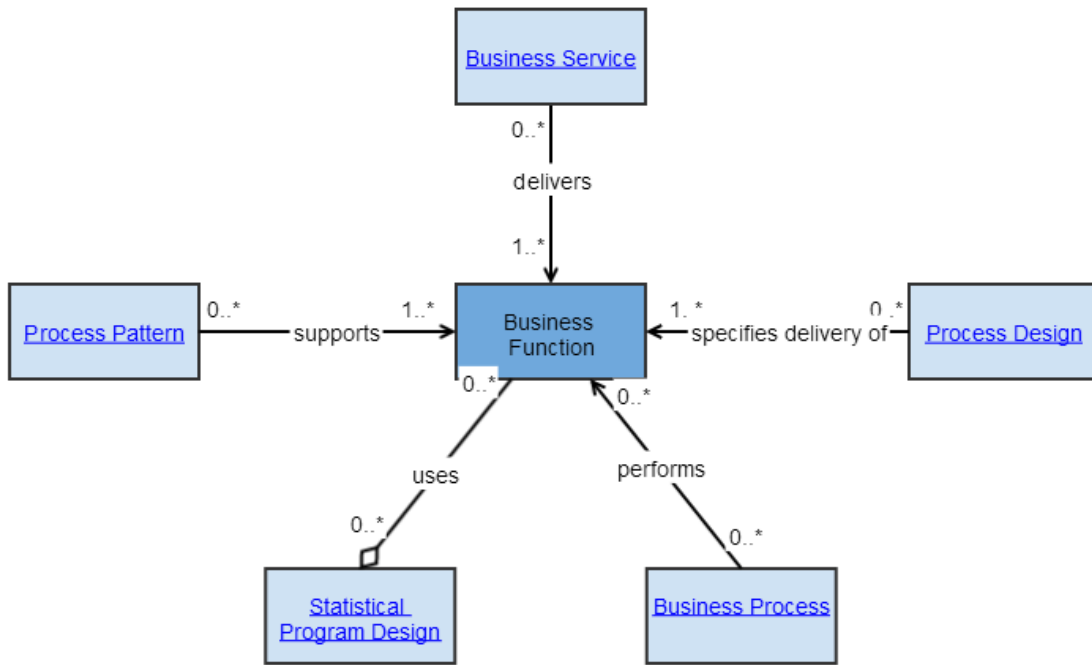 Business Service
0..*
delivers
1..*
0..*
1..*
1..*
0..*
Process Pattern
supports
Business
Function
specifies delivery of
Process Design
0..*
0..*
uses
performs
0..*
0..*
Statistical
Program Design
Business Process